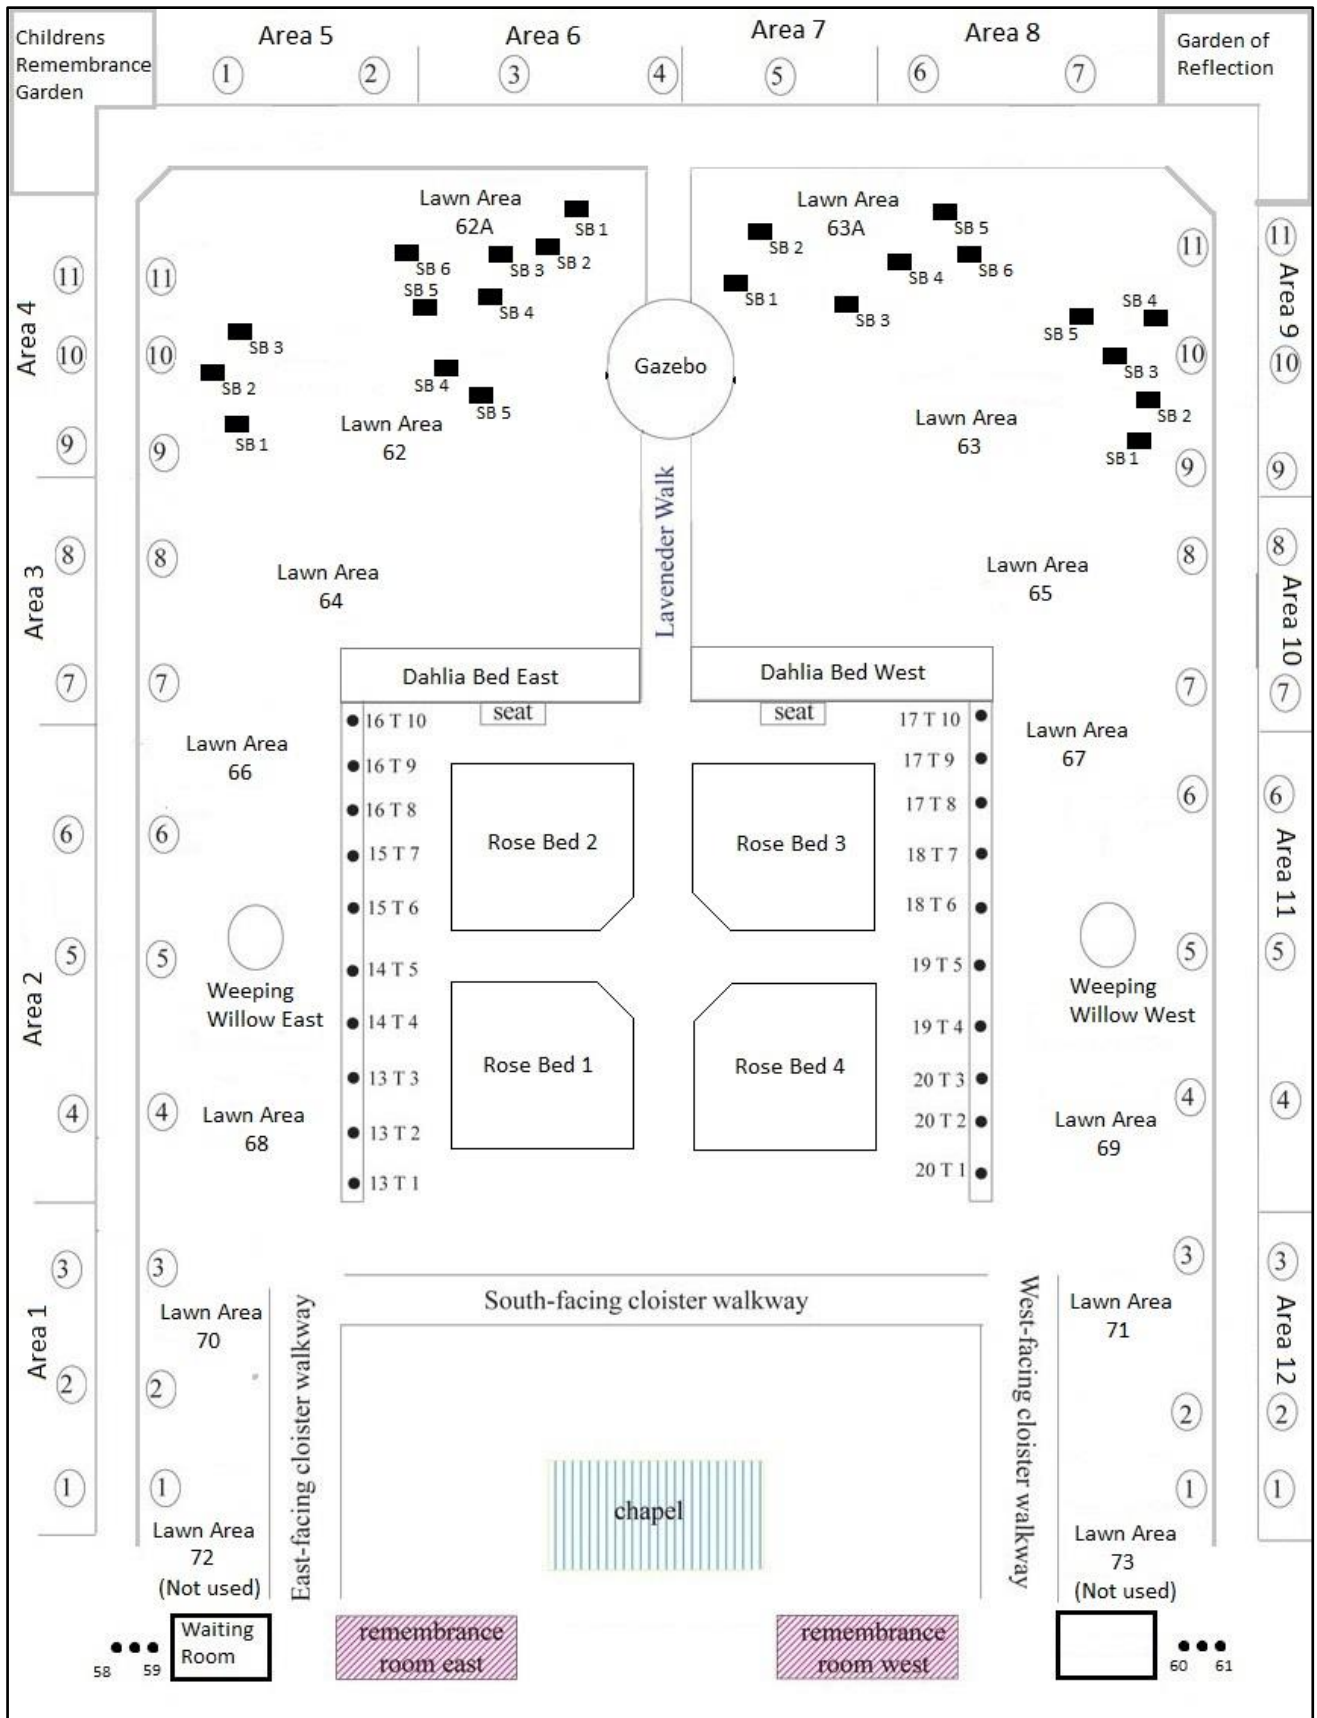 Childrens
Remembrance
Garden
Area 5
Area 6
Area 7
Area 8
Garden of
Reflection
1
2
3
4
5
6
7
Lawn Area
62A
SB 1
SB 2
SB 3
SB 6
SB 5
SB 4
Lawn Area
63A
SB 5
SB 2
SB 6
SB 4
SB 1
SB 3
Area 4
11
10
9
11
10
9
SB 3
SB 2
SB 1
SB 4
SB 5
Lawn Area
62
Gazebo
SB 4
SB 5
SB 3
SB 2
SB 1
Lawn Area
63
11
10
9
11
10
9
Area 9
Area 3
8
7
8
7
Lawn Area
64
Laveneder Walk
Lawn Area
65
8
7
8
7
Area 10
Dahlia Bed East
Dahlia Bed West
seat
seat
16 T 10
16 T 9
16 T 8
15 T 7
15 T 6
14 T 5
14 T 4
13 T 3
13 T 2
13 T 1
17 T 10
17 T 9
17 T 8
18 T 7
18 T 6
19 T 5
19 T 4
20 T 3
20 T 2
20 T 1
Rose Bed 2
Rose Bed 3
Rose Bed 1
Rose Bed 4
Lawn Area
66
Lawn Area
67
Area 2
6
5
4
6
5
4
Weeping
Willow East
Weeping
Willow West
6
5
4
6
5
4
Area 11
Lawn Area
68
Lawn Area
69
Area 1
3
2
1
3
2
1
Lawn Area
70
East-facing cloister walkway
South-facing cloister walkway
West-facing cloister walkway
Lawn Area
71
3
2
1
3
2
1
Area 12
chapel
Lawn Area
72
(Not used)
Lawn Area
73
(Not used)
58
59
Waiting
Room
remembrance
room east
remembrance
room west
60
61